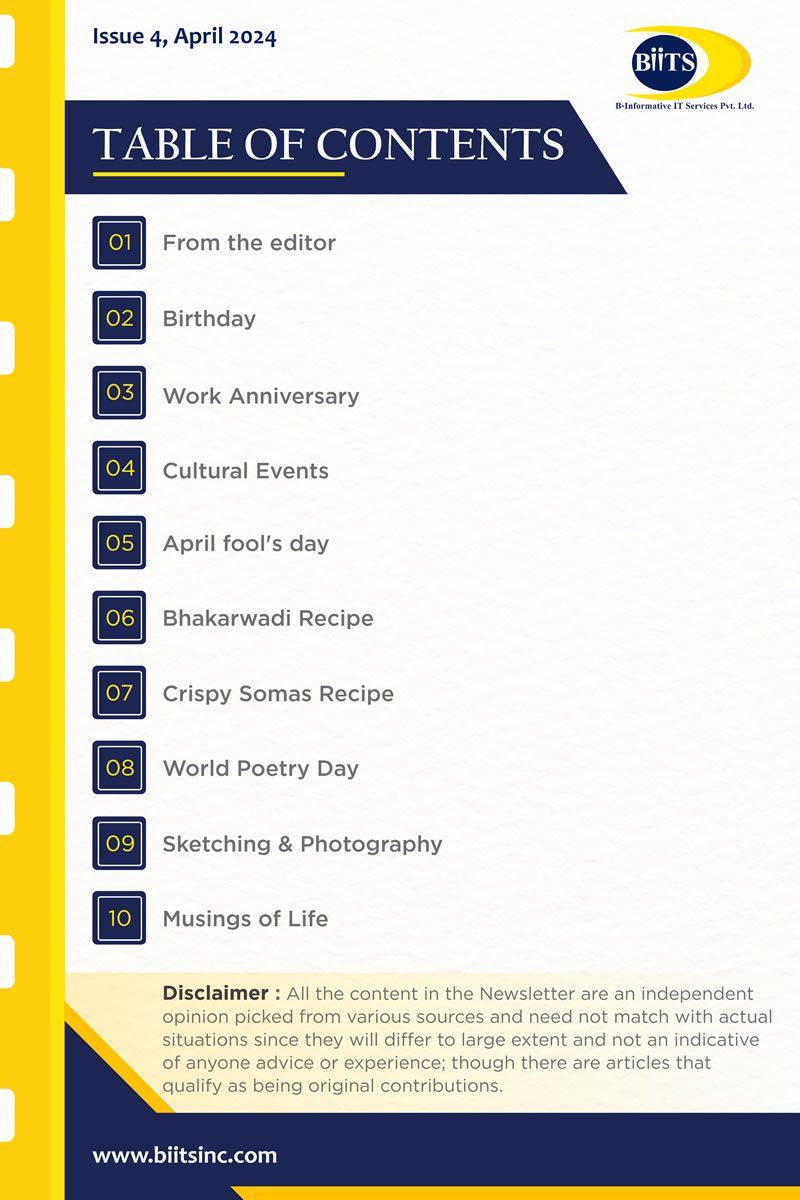 Issue 4, April 2024
BiiTS
B-Informative IT Services Pvt. Ltd.
TABLE OF CONTENTS
01 From the editor
02 Birthday
03 Work Anniversary
04 Cultural Events
05 April fool's day
06 Bhakarwadi Recipe
07 Crispy Somas Recipe
08 World Poetry Day
09 Sketching & Photography
10 Musings of Life
Disclaimer : All the content in the Newsletter are an independent
opinion picked from various sources and need not match with actual
situations since they will differ to large extent and not an indicative
of anyone advice or experience; though there are articles that
qualify as being original contributions.
www.biitsinc.com